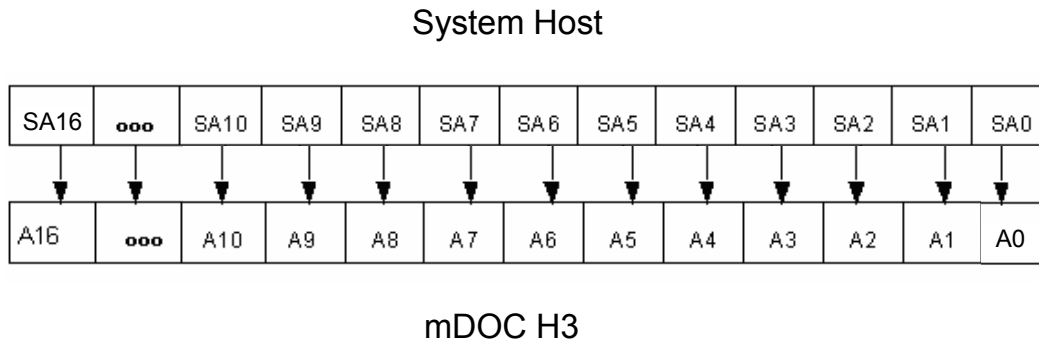 System Host
SA16 ooo SA10 SA9 SA8 SA7 SA6 SA5 SA4 SA3 SA2 SA1 SA0
A16 ooo A10 A9 A8 A7 A6 A5 A4 A3 A2 A1 A0
mDOC H3